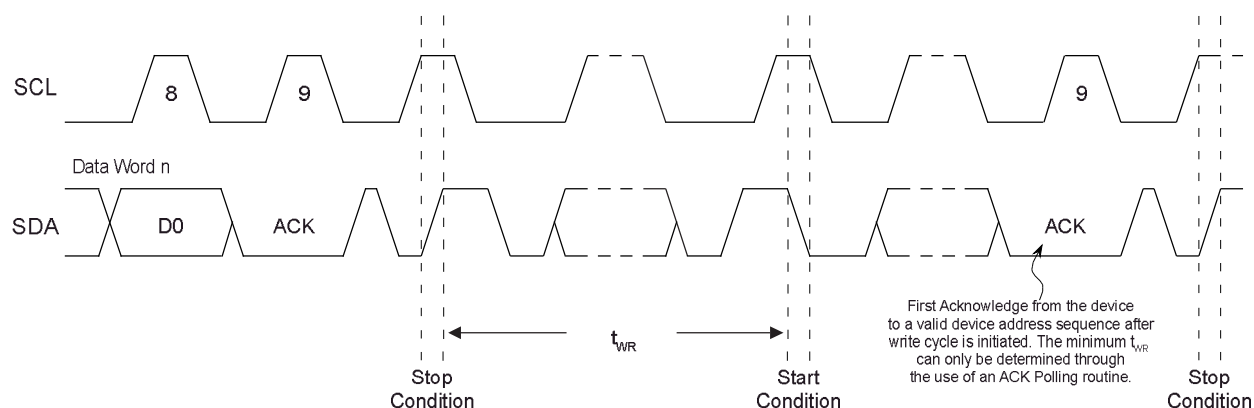 SCL
8
9
9
Data Word n
SDA
D0
ACK
ACK
First Acknowledge from the device
to a valid device address sequence after
write cycle is initiated. The minimum tWR
can only be determined through
the use of an ACK Polling routine.
tWR
Stop
Condition
Start
Condition
Stop
Condition